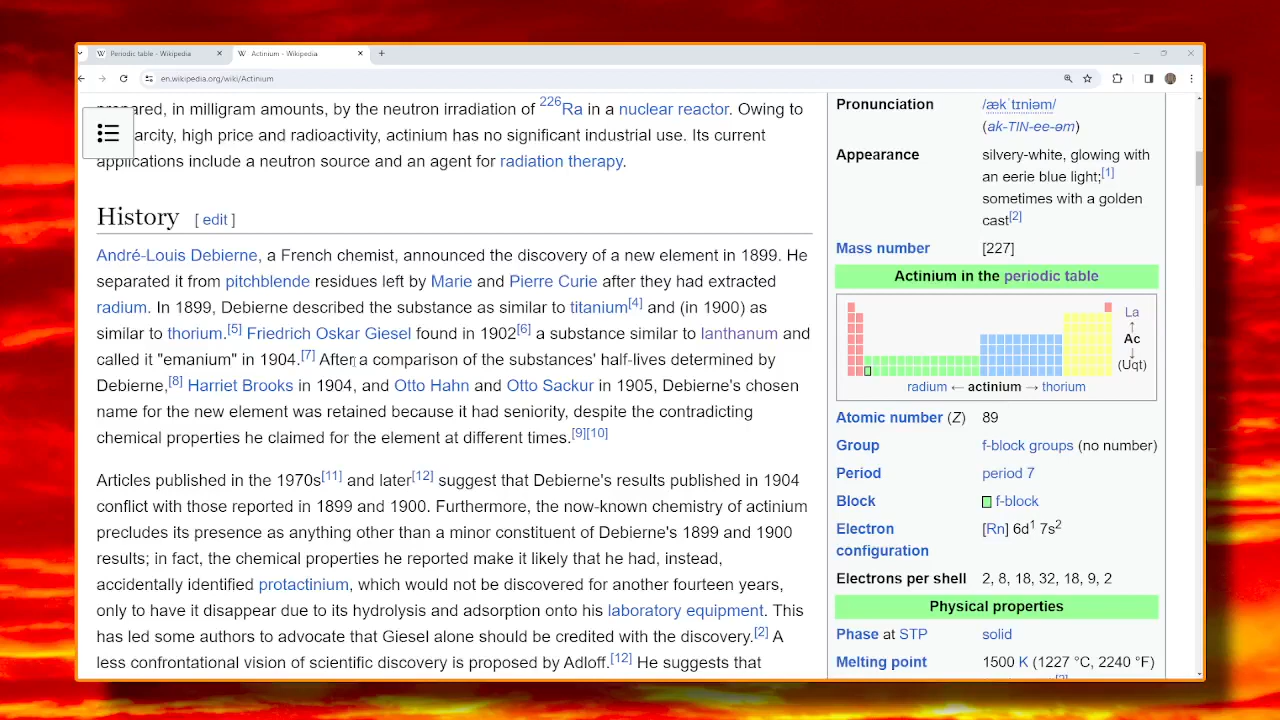 Periodic table - Wikipedia
Actinium - Wikipedia
en.wikipedia.org/wiki/Actinium
in milligram amounts, by the neutron irradiation of 226Ra in a nuclear reactor. Owing to
high price and radioactivity, actinium has no significant industrial use. Its current
applications include a neutron source and an agent for radiation therapy.
History [ edit ]
André-Louis Debierne, a French chemist, announced the discovery of a new element in 1899. He
separated it from pitchblende residues left by Marie and Pierre Curie after they had extracted
radium. In 1899, Debierne described the substance as similar to titanium[4] and (in 1900) as
similar to thorium.[5] Friedrich Oskar Giesel found in 1902[6] a substance similar to lanthanum and
called it "emanium" in 1904.[7] After a comparison of the substances' half-lives determined by
Debierne,[8] Harriet Brooks in 1904, and Otto Hahn and Otto Sackur in 1905, Debierne's chosen
name for the new element was retained because it had seniority, despite the contradicting
chemical properties he claimed for the element at different times.[9][10]
Articles published in the 1970s[11] and later[12] suggest that Debierne's results published in 1904
conflict with those reported in 1899 and 1900. Furthermore, the now-known chemistry of actinium
precludes its presence as anything other than a minor constituent of Debierne's 1899 and 1900
results; in fact, the chemical properties he reported make it likely that he had, instead,
accidentally identified protactinium, which would not be discovered for another fourteen years,
only to have it disappear due to its hydrolysis and adsorption onto his laboratory equipment. This
has led some authors to advocate that Giesel alone should be credited with the discovery.[2] A
less confrontational vision of scientific discovery is proposed by Adloff.[12] He suggests that
Pronunciation /ækˈtɪniəm/
(ak-TIN-ee-əm)
Appearance silvery-white, glowing with
an eerie blue light;[1]
sometimes with a golden
cast[2]
Mass number [227]
Actinium in the periodic table
La
↑
Ac
↓
(Uqt)
radium ← actinium → thorium
Atomic number (Z) 89
Group f-block groups (no number)
Period period 7
Block f-block
Electron [Rn] 6d1 7s2
configuration
Electrons per shell 2, 8, 18, 32, 18, 9, 2
Physical properties
Phase at STP solid
Melting point 1500 K (1227 °C, 2240 °F)